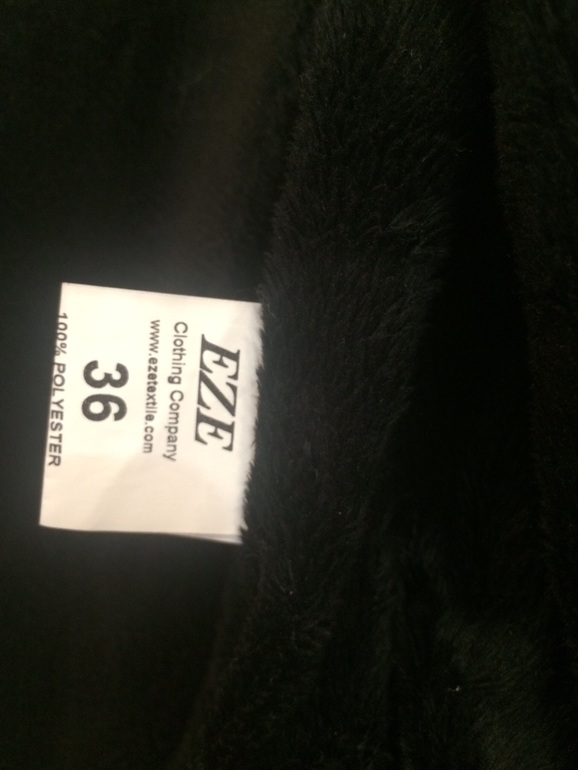 EZE
Clothing Company
www.ezetextile.com
36
100% POLYESTER